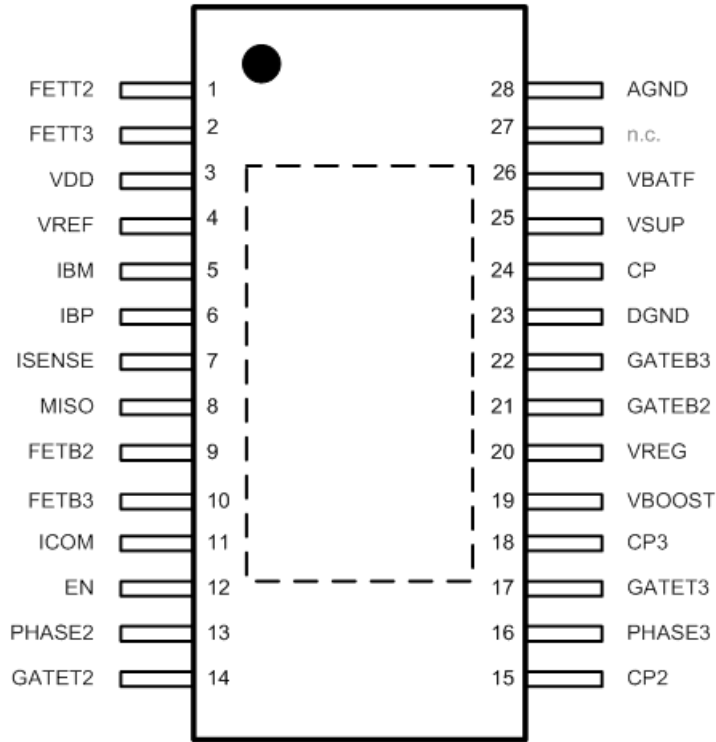 FETT2 1 28 AGND
FETT3 2 27 n.c.
VDD 3 26 VBATF
VREF 4 25 VSUP
IBM 5 24 CP
IBP 6 23 DGND
ISENSE 7 22 GATEB3
MISO 8 21 GATEB2
FETB2 9 20 VREG
FETB3 10 19 VBOOST
ICOM 11 18 CP3
EN 12 17 GATET3
PHASE2 13 16 PHASE3
GATET2 14 15 CP2